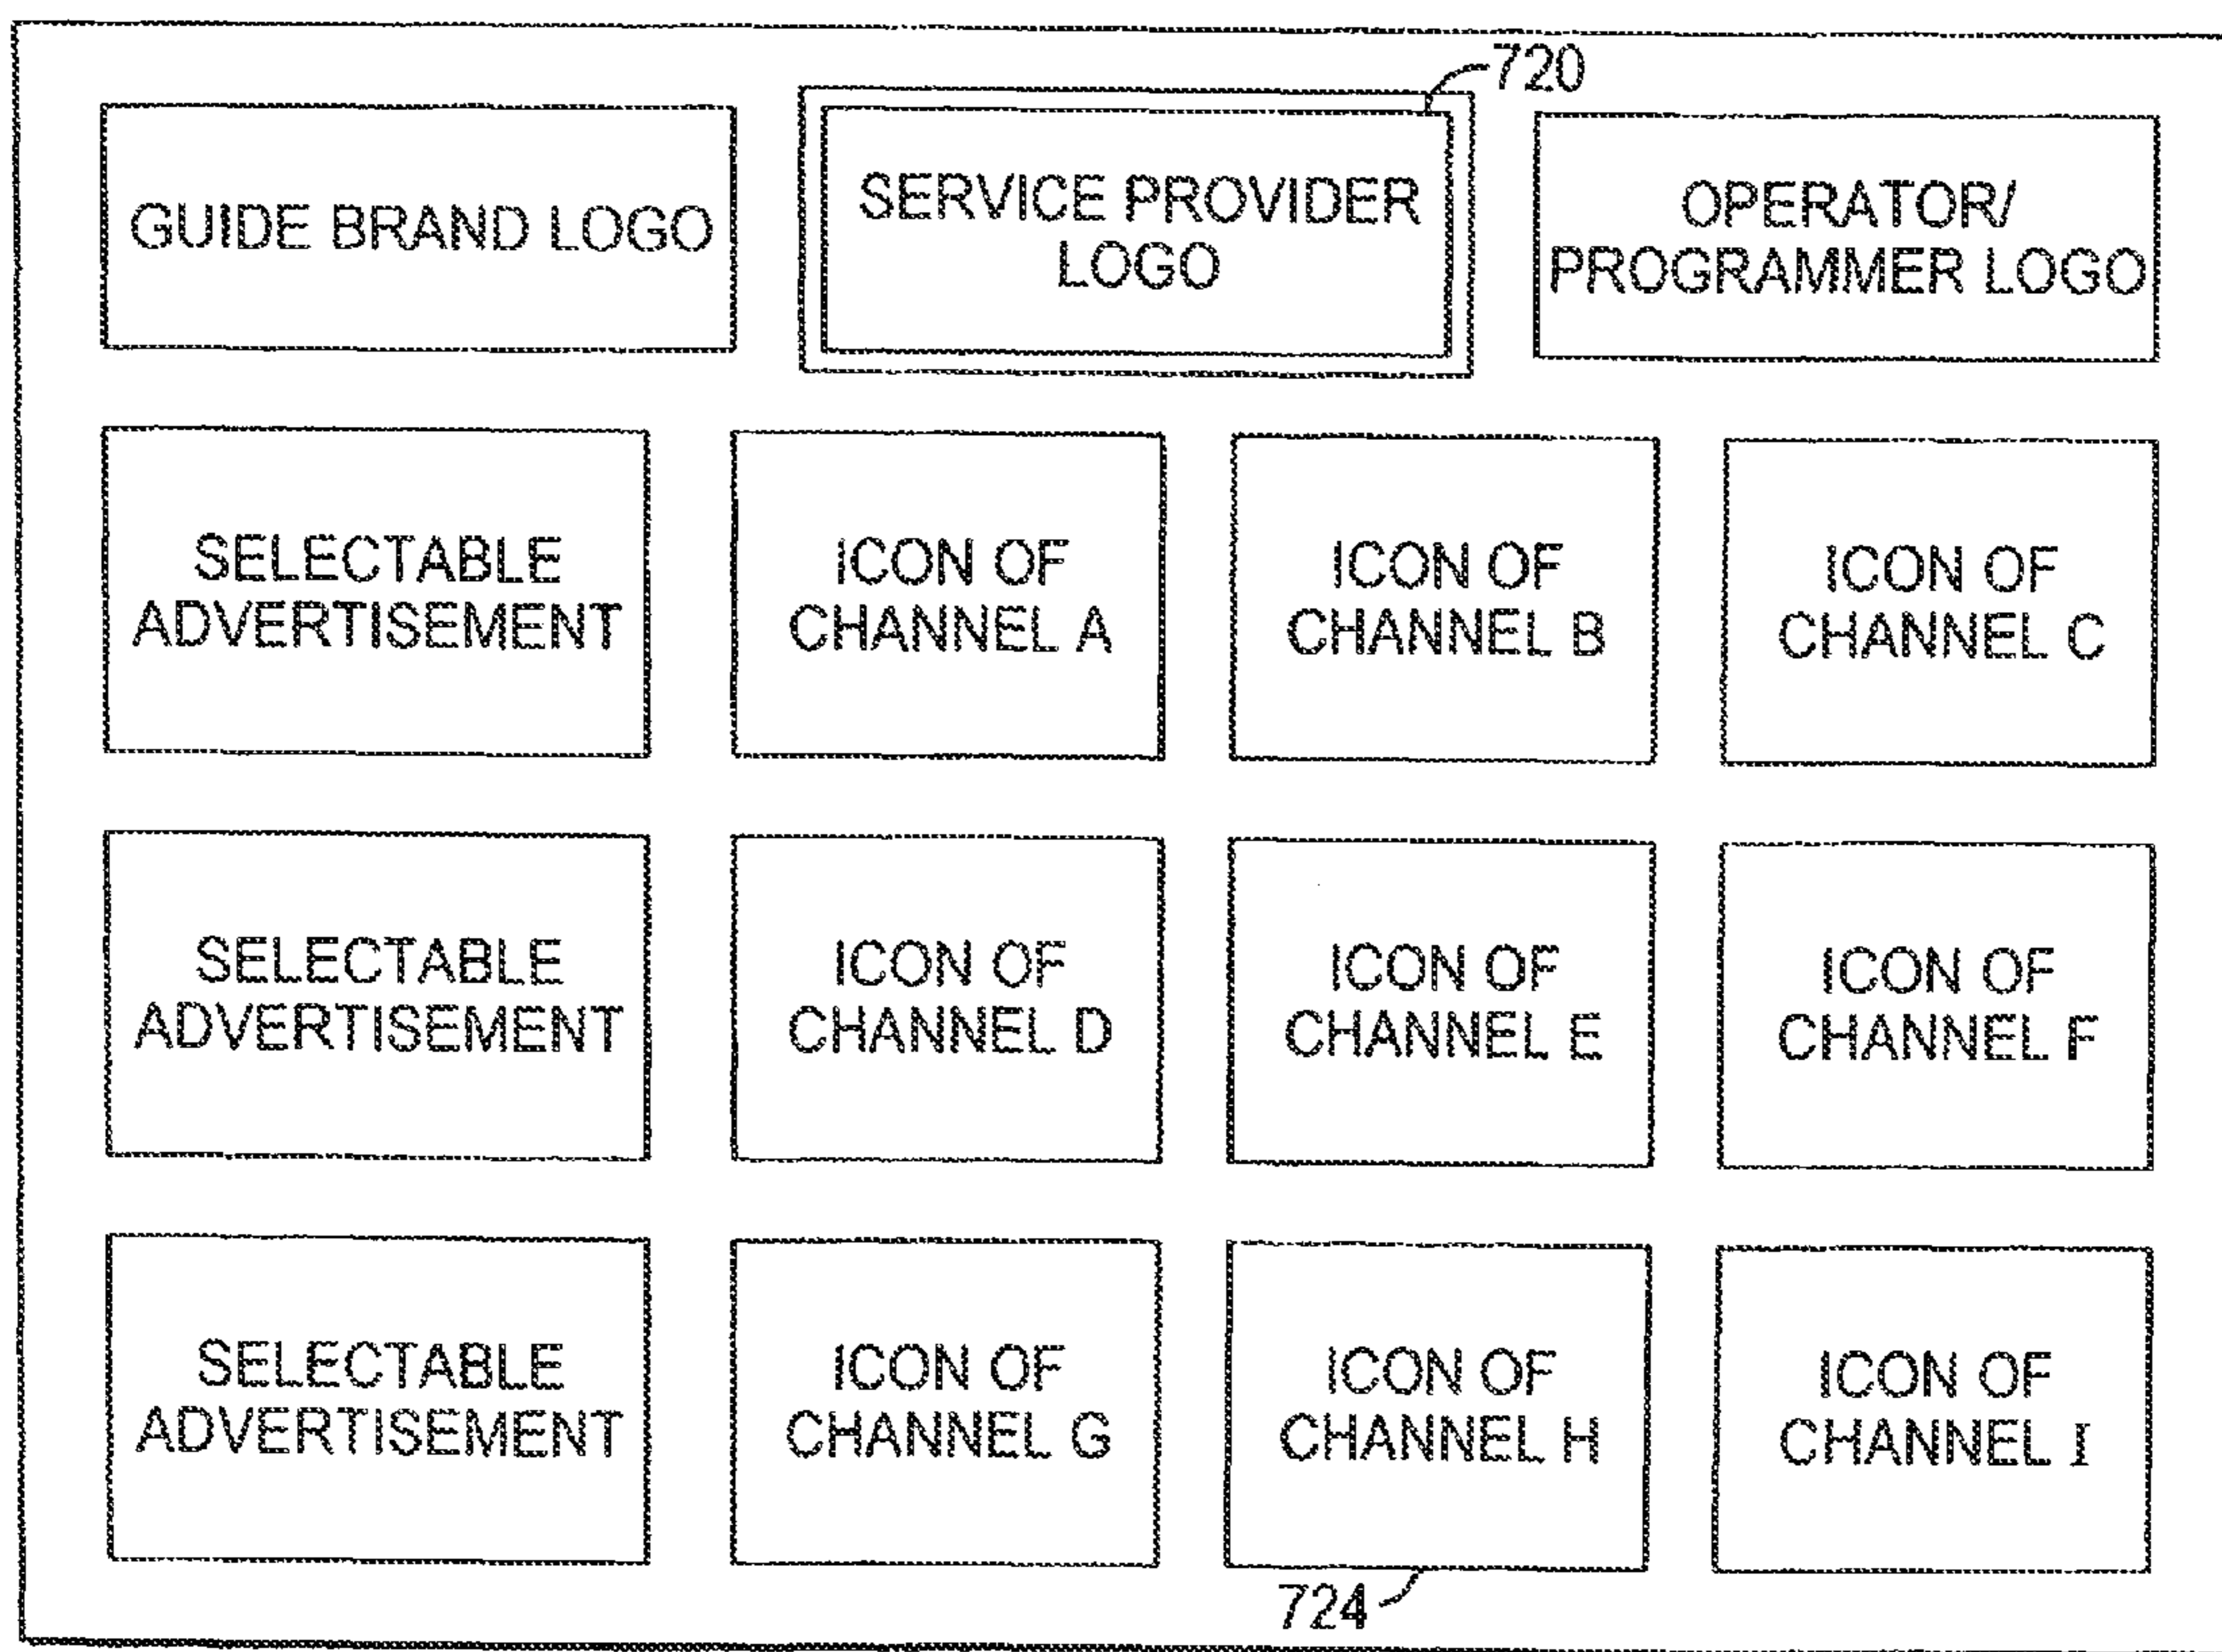 720
GUIDE BRAND LOGO
SERVICE PROVIDER
LOGO
OPERATOR/
PROGRAMMER LOGO
SELECTABLE
ADVERTISEMENT
ICON OF
CHANNEL A
ICON OF
CHANNEL B
ICON OF
CHANNEL C
SELECTABLE
ADVERTISEMENT
ICON OF
CHANNEL D
ICON OF
CHANNEL E
ICON OF
CHANNEL F
SELECTABLE
ADVERTISEMENT
ICON OF
CHANNEL G
ICON OF
CHANNEL H
ICON OF
CHANNEL I
724